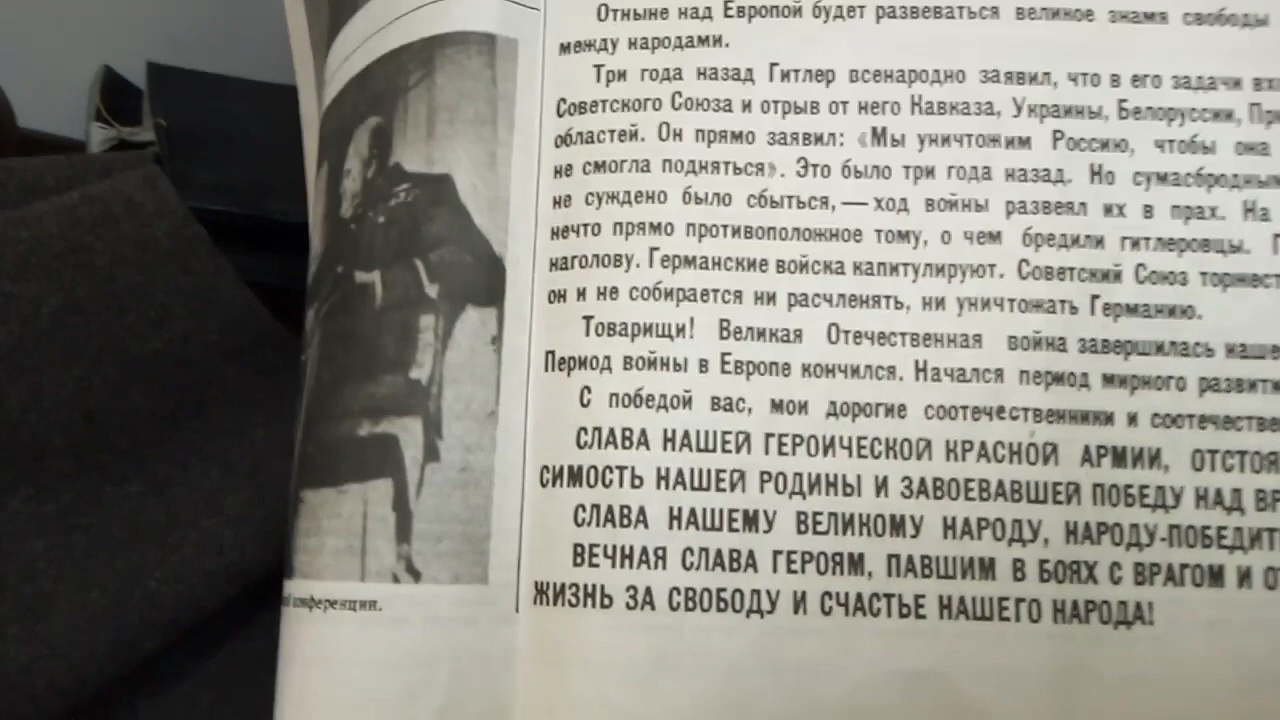 Отныне над Европой будет развеваться великое знамя свободы
между народами.
Три года назад Гитлер всенародно заявил, что в его задачи
Советского Союза и отрыв от него Кавказа, Украины, Белоруссии,
областей. Он прямо заявил: «Мы уничтожим Россию, чтобы она
не смогла подняться». Это было три года назад. Но сумасбродным
не суждено было сбыться, — ход войны развеял их в прах. На
нечто прямо противоположное тому, о чем бредили гитлеровцы.
наголову. Германские войска капитулируют. Советский Союз
он и не собирается ни расчленять, ни уничтожать Германию.
Товарищи! Великая Отечественная война завершилась
Период войны в Европе кончился. Начался период мирного
С победой вас, мои дорогие соотечественники и
СЛАВА НАШЕЙ ГЕРОИЧЕСКОЙ КРАСНОЙ АРМИИ,
СИМОСТЬ НАШЕЙ РОДИНЫ И ЗАВОЕВАВШЕЙ ПОБЕДУ НАД
СЛАВА НАШЕМУ ВЕЛИКОМУ НАРОДУ,
ВЕЧНАЯ СЛАВА ГЕРОЯМ, ПАВШИМ В БОЯХ С ВРАГОМ И
ЖИЗНЬ ЗА СВОБОДУ И СЧАСТЬЕ НАШЕГО НАРОДА!
конференции.